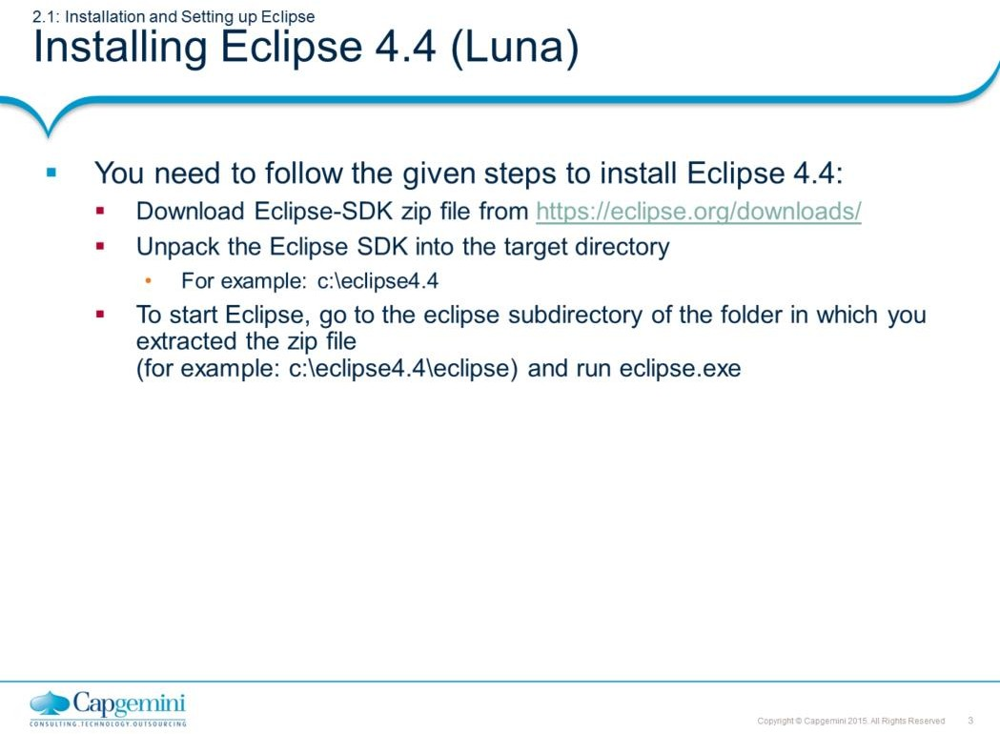 2.1: Installation and Setting up Eclipse
Installing Eclipse 4.4 (Luna)
▪ You need to follow the given steps to install Eclipse 4.4:
▪ Download Eclipse-SDK zip file from https://eclipse.org/downloads/
▪ Unpack the Eclipse SDK into the target directory
• For example: c:\eclipse4.4
▪ To start Eclipse, go to the eclipse subdirectory of the folder in which you
extracted the zip file
(for example: c:\eclipse4.4\eclipse) and run eclipse.exe
Capgemini
CONSULTING.TECHNOLOGY.OUTSOURCING
Copyright © Capgemini 2015. All Rights Reserved 3